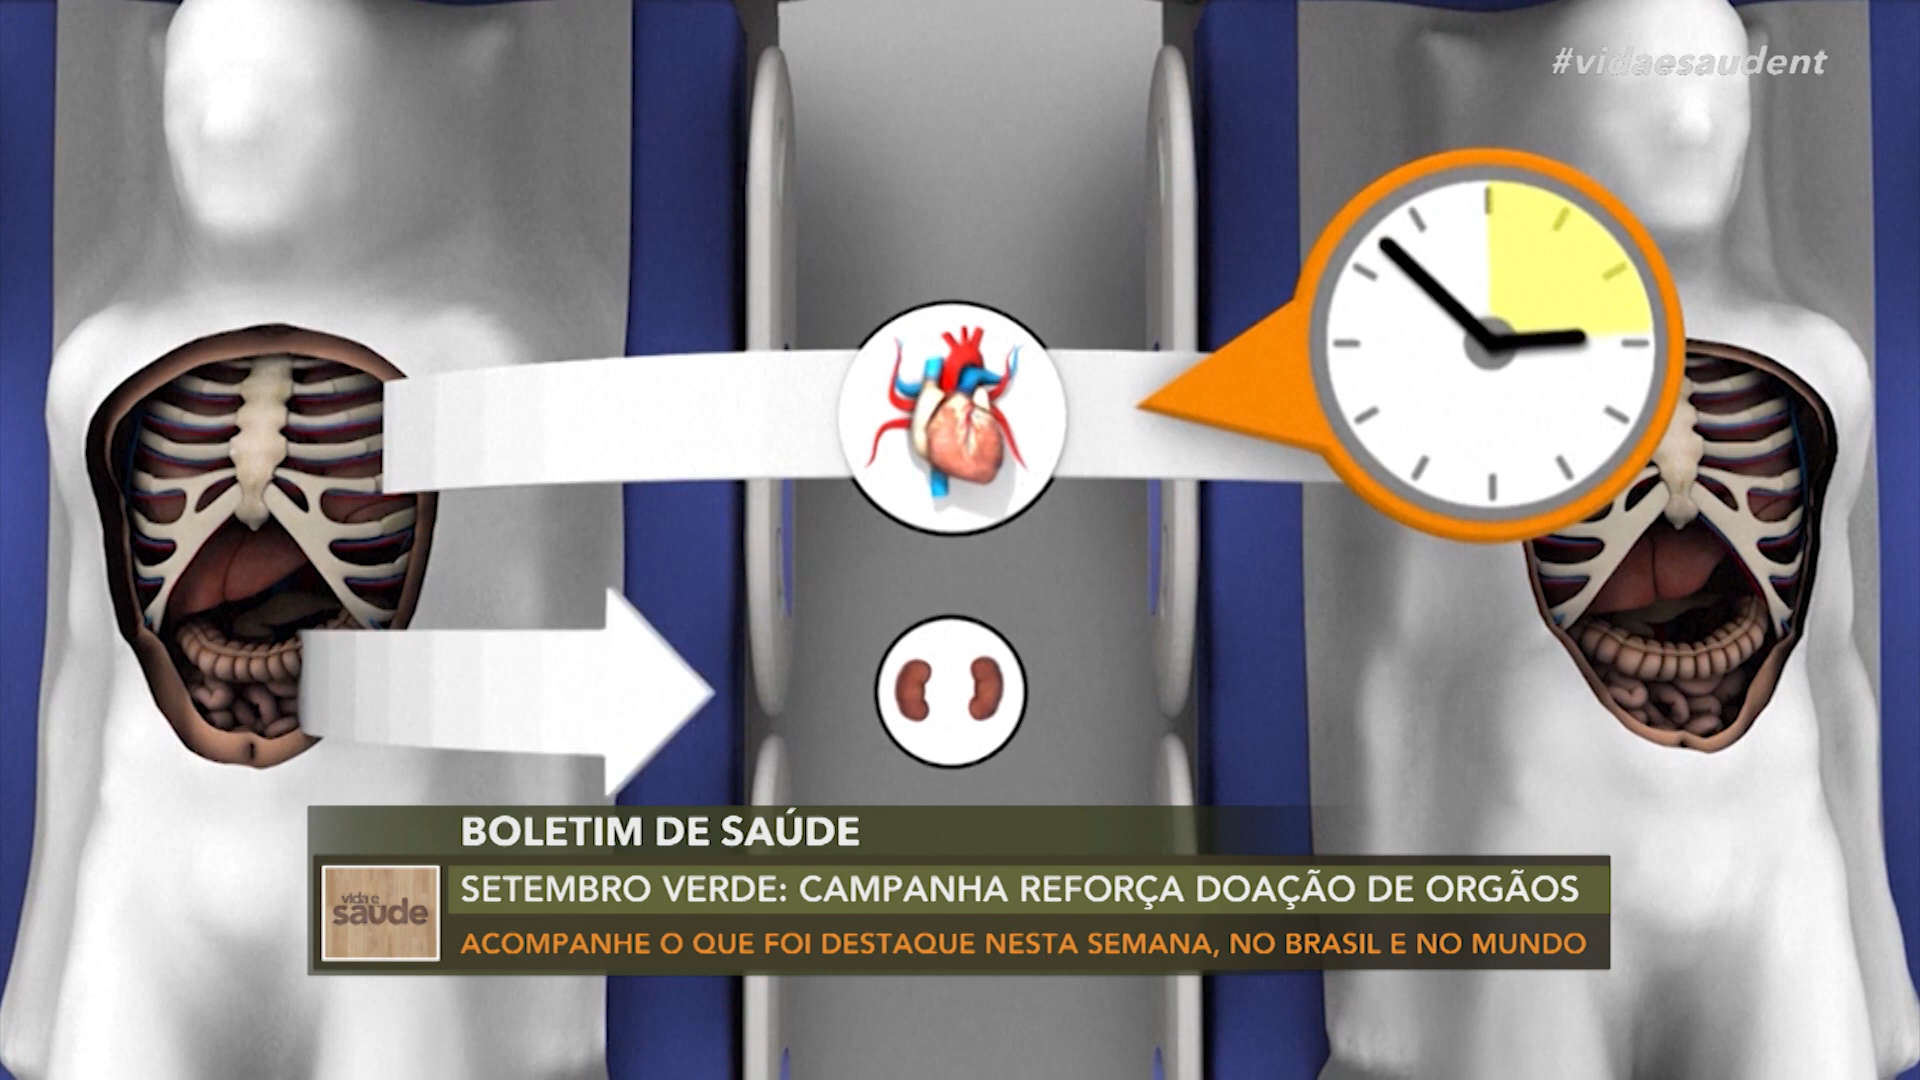 #vidaesaudent
BOLETIM DE SAÚDE
vida e
saúde
SETEMBRO VERDE: CAMPANHA REFORÇA DOAÇÃO DE ORGÃOS
ACOMPANHE O QUE FOI DESTAQUE NESTA SEMANA, NO BRASIL E NO MUNDO